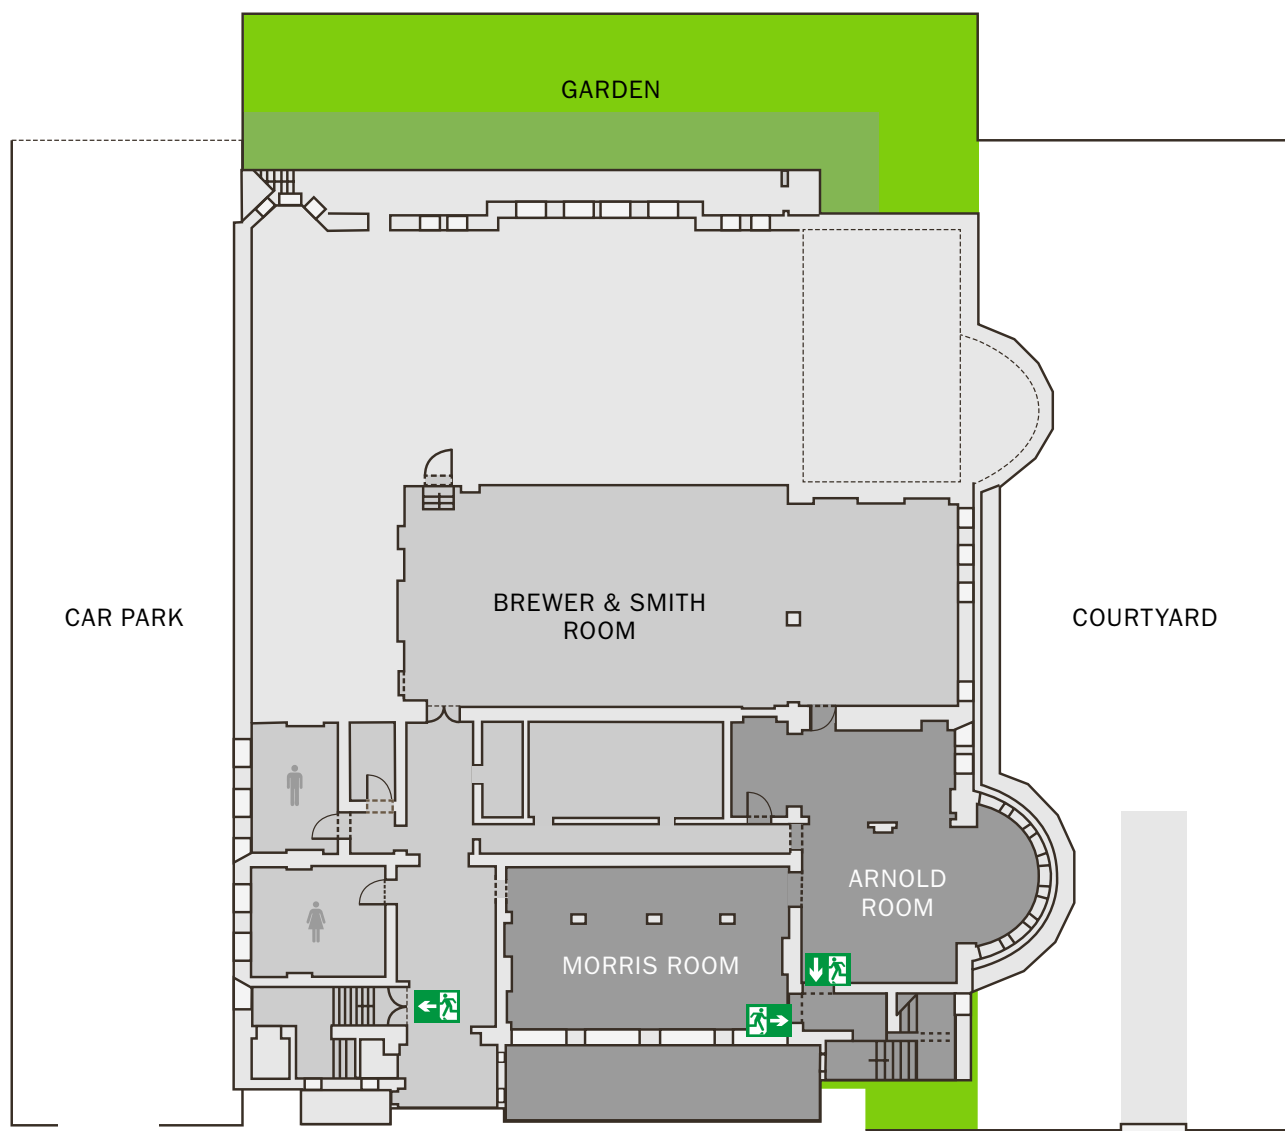 GARDEN
CAR PARK
BREWER & SMITH
ROOM
COURTYARD
ARNOLD
ROOM
MORRIS ROOM